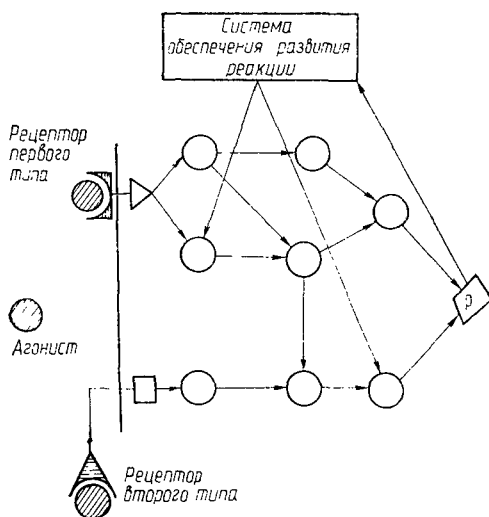 Система
обеспечения развития
реакции
Рецептор
первого
типа
Р
Агонист
Рецептор
второго типа